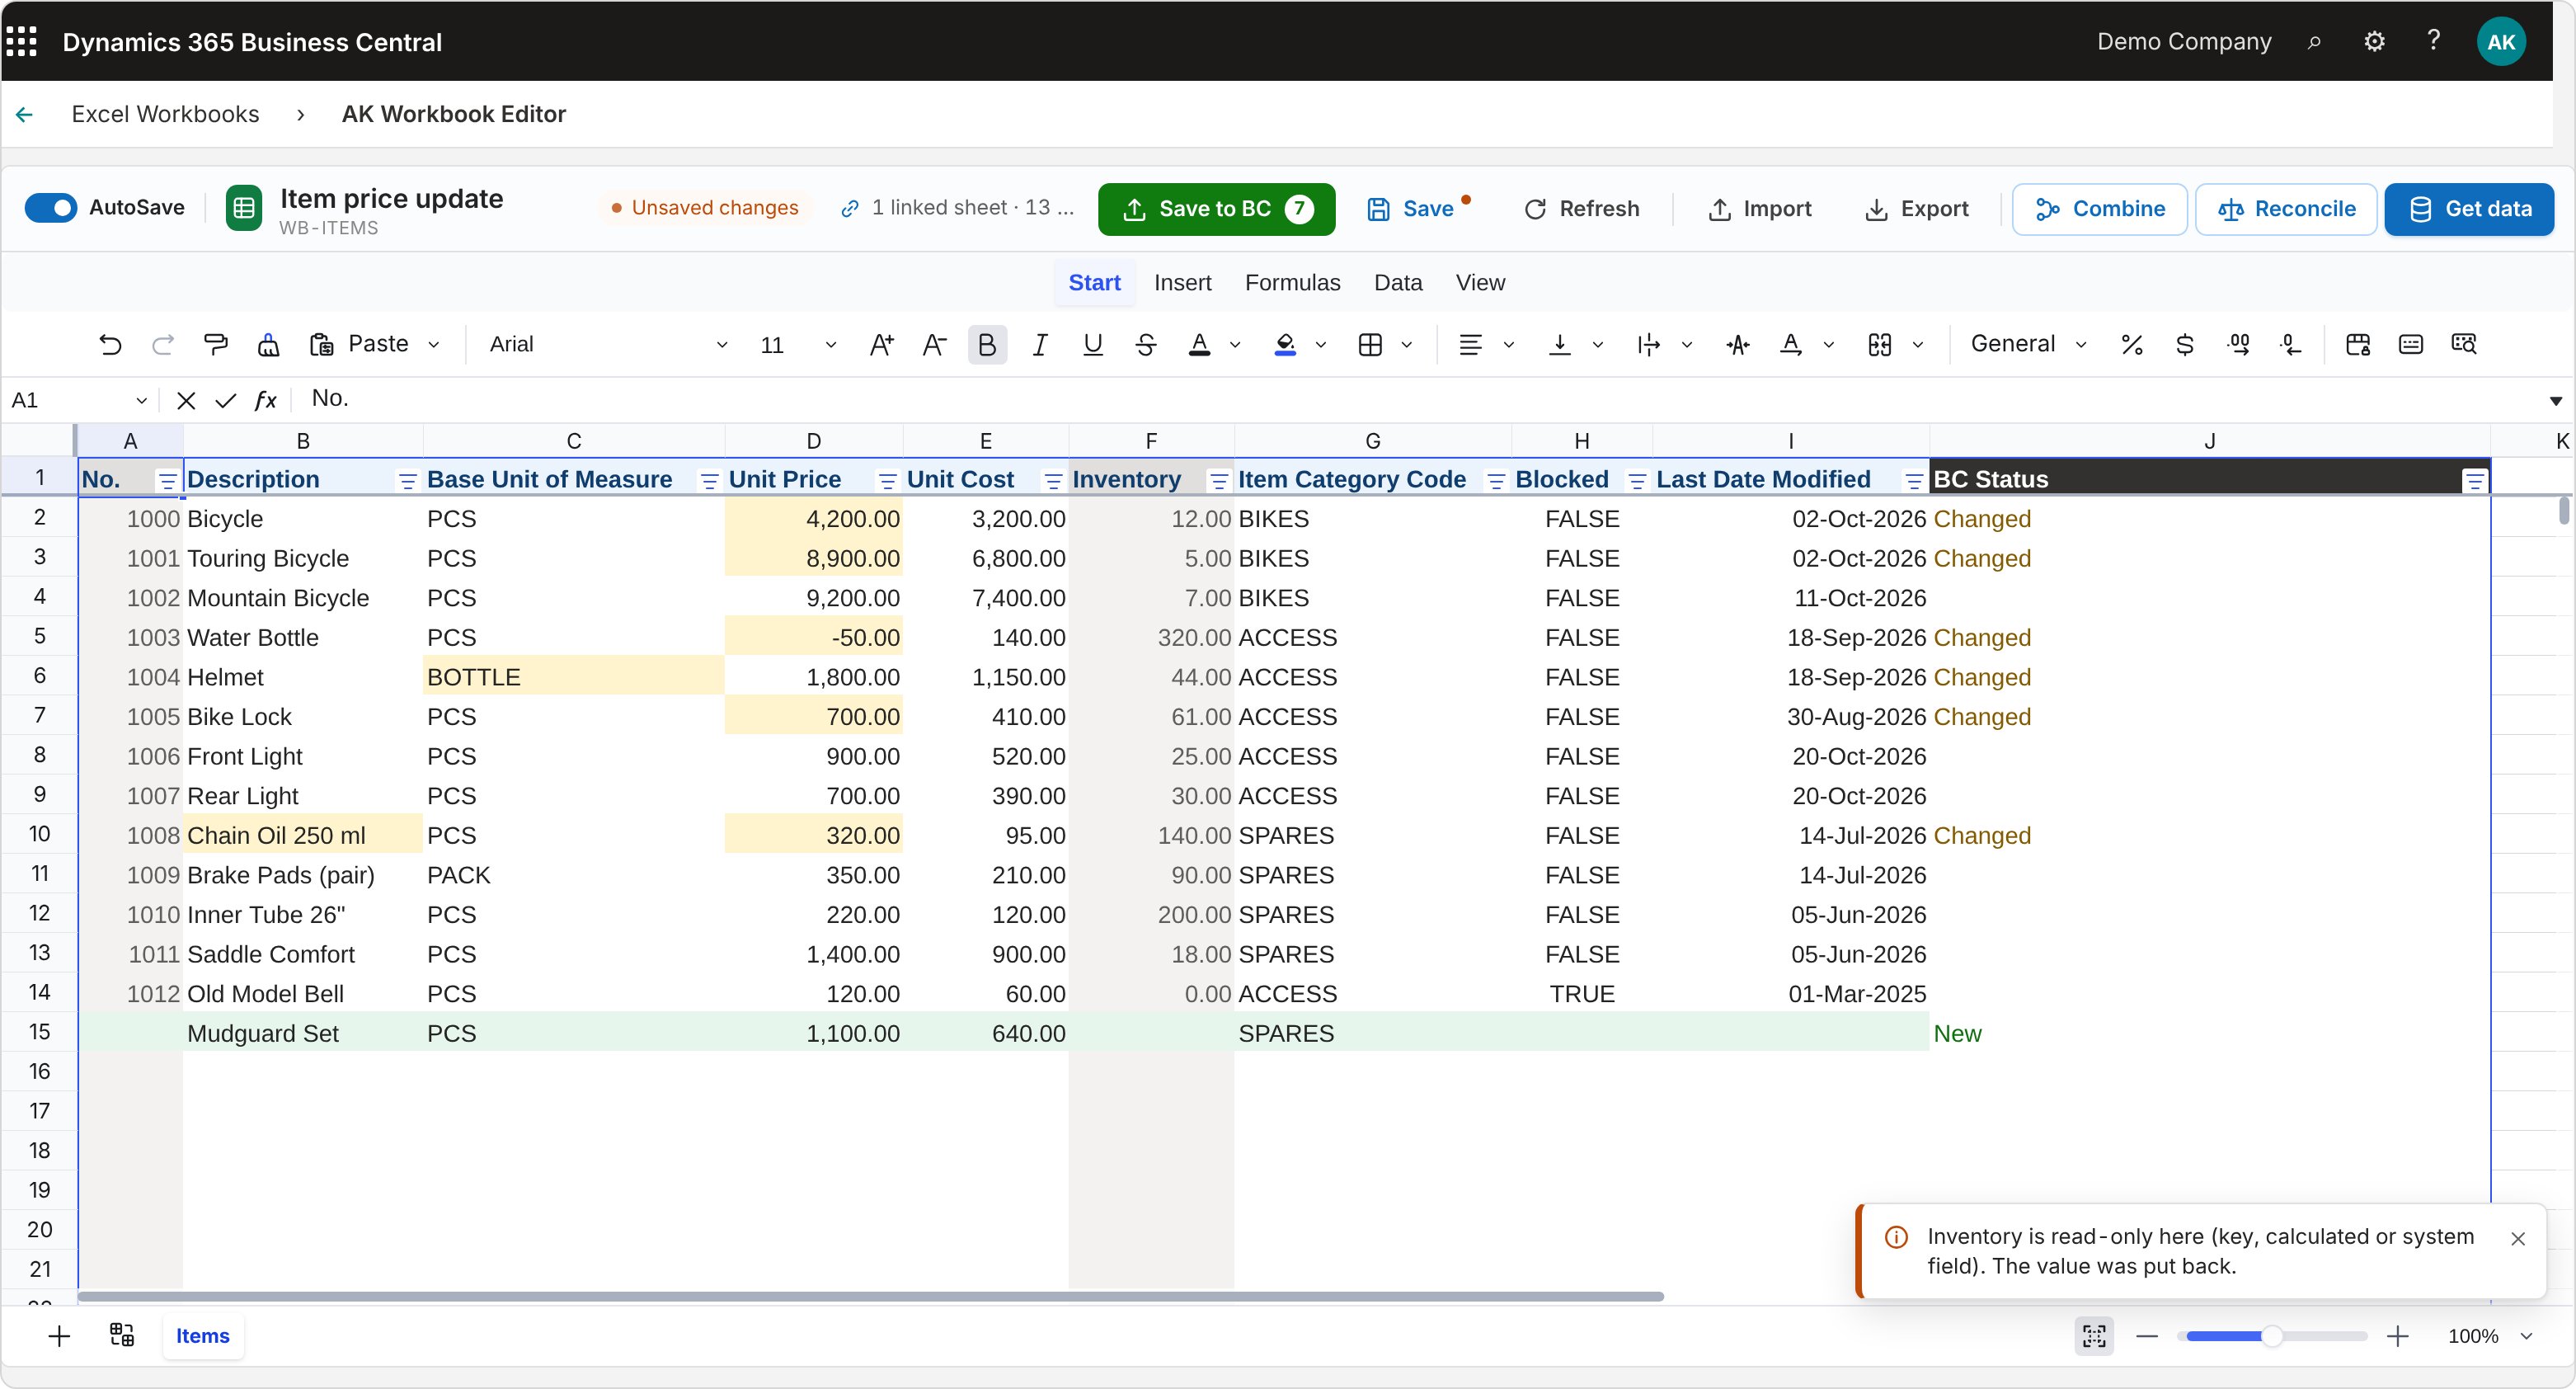 Dynamics 365 Business Central
Demo Company
?
AK
Excel Workbooks › AK Workbook Editor
AutoSave
Item price update
WB-ITEMS
Unsaved changes
1 linked sheet · 13 ...
Save to BC 7
Save
Refresh
Import
Export
Combine
Reconcile
Get data
Start Insert Formulas Data View
Paste Arial 11 General
A1 fx No.
A B C D E F G H I J K
1 No. Description Base Unit of Measure Unit Price Unit Cost Inventory Item Category Code Blocked Last Date Modified BC Status
2 1000 Bicycle PCS 4,200.00 3,200.00 12.00 BIKES FALSE 02-Oct-2026 Changed
3 1001 Touring Bicycle PCS 8,900.00 6,800.00 5.00 BIKES FALSE 02-Oct-2026 Changed
4 1002 Mountain Bicycle PCS 9,200.00 7,400.00 7.00 BIKES FALSE 11-Oct-2026
5 1003 Water Bottle PCS -50.00 140.00 320.00 ACCESS FALSE 18-Sep-2026 Changed
6 1004 Helmet BOTTLE 1,800.00 1,150.00 44.00 ACCESS FALSE 18-Sep-2026 Changed
7 1005 Bike Lock PCS 700.00 410.00 61.00 ACCESS FALSE 30-Aug-2026 Changed
8 1006 Front Light PCS 900.00 520.00 25.00 ACCESS FALSE 20-Oct-2026
9 1007 Rear Light PCS 700.00 390.00 30.00 ACCESS FALSE 20-Oct-2026
10 1008 Chain Oil 250 ml PCS 320.00 95.00 140.00 SPARES FALSE 14-Jul-2026 Changed
11 1009 Brake Pads (pair) PACK 350.00 210.00 90.00 SPARES FALSE 14-Jul-2026
12 1010 Inner Tube 26" PCS 220.00 120.00 200.00 SPARES FALSE 05-Jun-2026
13 1011 Saddle Comfort PCS 1,400.00 900.00 18.00 SPARES FALSE 05-Jun-2026
14 1012 Old Model Bell PCS 120.00 60.00 0.00 ACCESS TRUE 01-Mar-2025
15 Mudguard Set PCS 1,100.00 640.00 SPARES New
16
17
18
19
20
21
Inventory is read-only here (key, calculated or system
field). The value was put back.
Items
100%